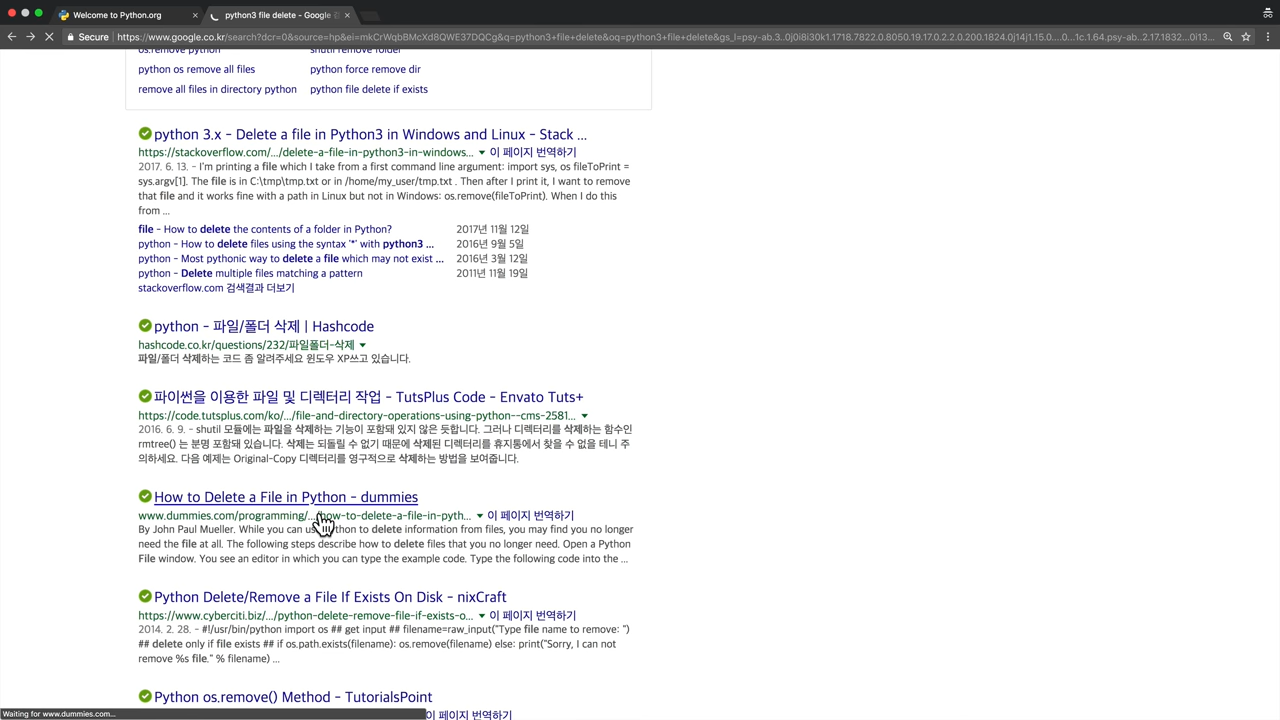 Welcome to Python.org
python3 file delete - Google
Secure
https://www.google.co.kr/search?dcr=0&source=hp&ei=mkCrWqbBMcXd8QWE37DQCg&q=python3+file+delete&oq=python3+file+delete&gs_l=psy-ab.3..0j0i8i30k1.1718.7822.0.8050.19.17.0.2.2.0.200.1824.0j14j1.15.0....0...1c.1.64.psy-ab..2.17.1832...0i13...
os.remove python
shutil remove folder
python os remove all files
python force remove dir
remove all files in directory python
python file delete if exists
python 3.x - Delete a file in Python3 in Windows and Linux - Stack ...
https://stackoverflow.com/.../delete-a-file-in-python3-in-windows... ▼ 이 페이지 번역하기
2017. 6. 13. - I'm printing a file which I take from a first command line argument: import sys, os fileToPrint =
sys.argv[1]. The file is in C:\tmp\tmp.txt or in /home/my_user/tmp.txt . Then after I print it, I want to remove
that file and it works fine with a path in Linux but not in Windows: os.remove(fileToPrint). When I do this
from ...
file - How to delete the contents of a folder in Python? 2017년 11월 12일
python - How to delete files using the syntax '*' with python3 ... 2016년 9월 5일
python - Most pythonic way to delete a file which may not exist ... 2016년 3월 12일
python - Delete multiple files matching a pattern 2011년 11월 19일
stackoverflow.com 검색결과 더보기
python - 파일/폴더 삭제 | Hashcode
hashcode.co.kr/questions/232/파일폴더-삭제 ▼
파일/폴더 삭제하는 코드 좀 알려주세요 윈도우 XP쓰고 있습니다.
파이썬을 이용한 파일 및 디렉터리 작업 - TutsPlus Code - Envato Tuts+
https://code.tutsplus.com/ko/.../file-and-directory-operations-using-python--cms-2581... ▼
2016. 6. 9. - shutil 모듈에는 파일을 삭제하는 기능이 포함돼 있지 않은 듯합니다. 그러나 디렉터리를 삭제하는 함수인
rmtree() 는 분명 포함돼 있습니다. 삭제는 되돌릴 수 없기 때문에 삭제된 디렉터리를 휴지통에서 찾을 수 없을 테니 주
의하세요. 다음 예제는 Original-Copy 디렉터리를 영구적으로 삭제하는 방법을 보여줍니다.
How to Delete a File in Python - dummies
www.dummies.com/programming/.../how-to-delete-a-file-in-pyth... ▼ 이 페이지 번역하기
By John Paul Mueller. While you can use Python to delete information from files, you may find you no longer
need the file at all. The following steps describe how to delete files that you no longer need. Open a Python
File window. You see an editor in which you can type the example code. Type the following code into the ...
Python Delete/Remove a File If Exists On Disk - nixCraft
https://www.cyberciti.biz/.../python-delete-remove-file-if-exists-o... ▼ 이 페이지 번역하기
2014. 2. 28. - #!/usr/bin/python import os ## get input ## filename=raw_input("Type file name to remove: ")
## delete only if file exists ## if os.path.exists(filename): os.remove(filename) else: print("Sorry, I can not
remove %s file." % filename) ...
Python os.remove() Method - TutorialsPoint
이 페이지 번역하기
Waiting for www.dummies.com...